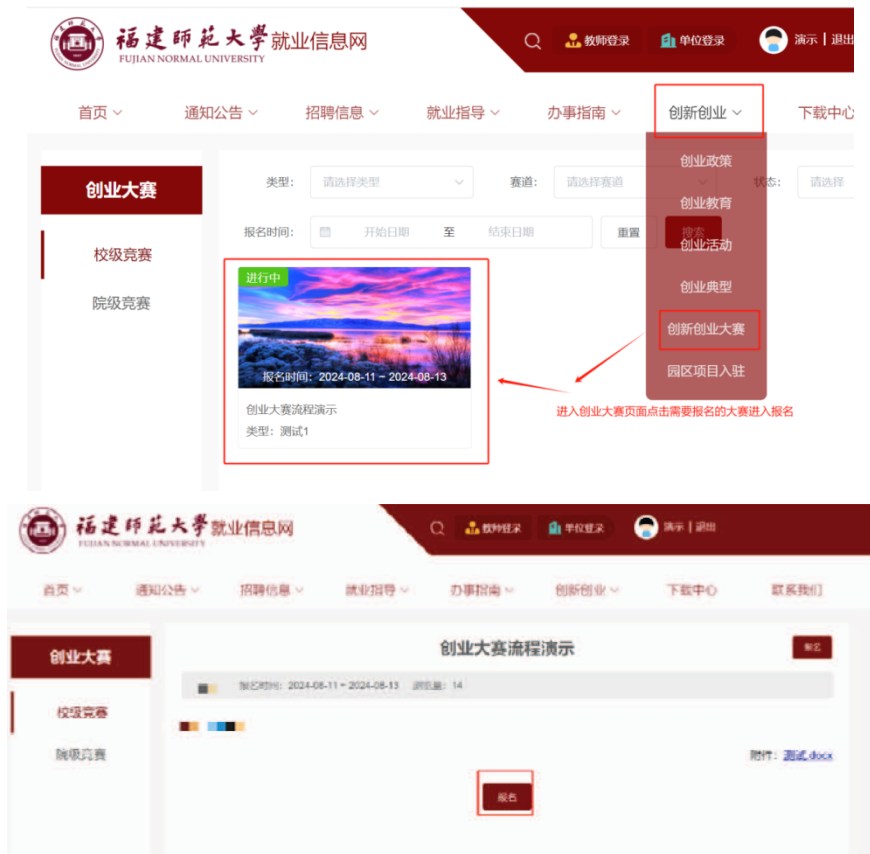 福建师范大学就业信息网
FUJIAN NORMAL UNIVERSITY
教师登录 单位登录 演示 | 退出
首页 通知公告 招聘信息 就业指导 办事指南 创新创业 下载中心
创业大赛
校级竞赛
院级竞赛
类型: 请选择类型 赛道: 请选择赛道 状态: 请选择
报名时间: 开始日期 至 结束日期 重置 搜索
创业政策
创业教育
创业活动
创业典型
创新创业大赛
园区项目入驻
进行中
报名时间: 2024-08-11 ~ 2024-08-13
创业大赛流程演示
类型: 测试1
进入创业大赛页面点击需要报名的大赛进入报名
福建师范大学就业信息网
FUJIAN NORMAL UNIVERSITY
教师登录 单位登录 演示 | 退出
首页 通知公告 招聘信息 就业指导 办事指南 创新创业 下载中心 联系我们
创业大赛
校级竞赛
院级竞赛
创业大赛流程演示
报名
报名时间: 2024-08-11 ~ 2024-08-13 浏览量: 14
附件: 测试.docx
报名